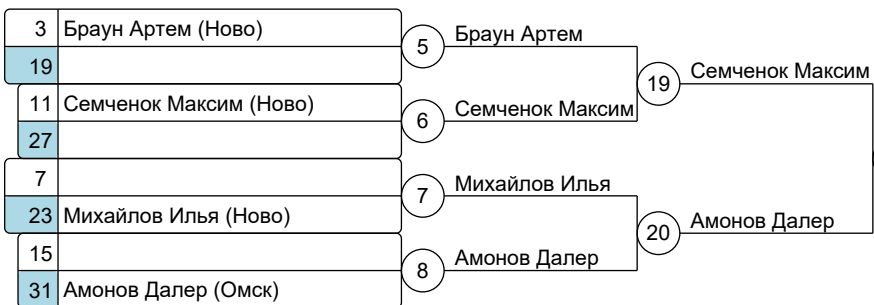 3 Браун Артем (Ново)
19
5 Браун Артем
11 Семченок Максим (Ново)
27
6 Семченок Максим
19 Семченок Максим
7
23 Михайлов Илья (Ново)
7 Михайлов Илья
15
31 Амонов Далер (Омск)
8 Амонов Далер
20 Амонов Далер